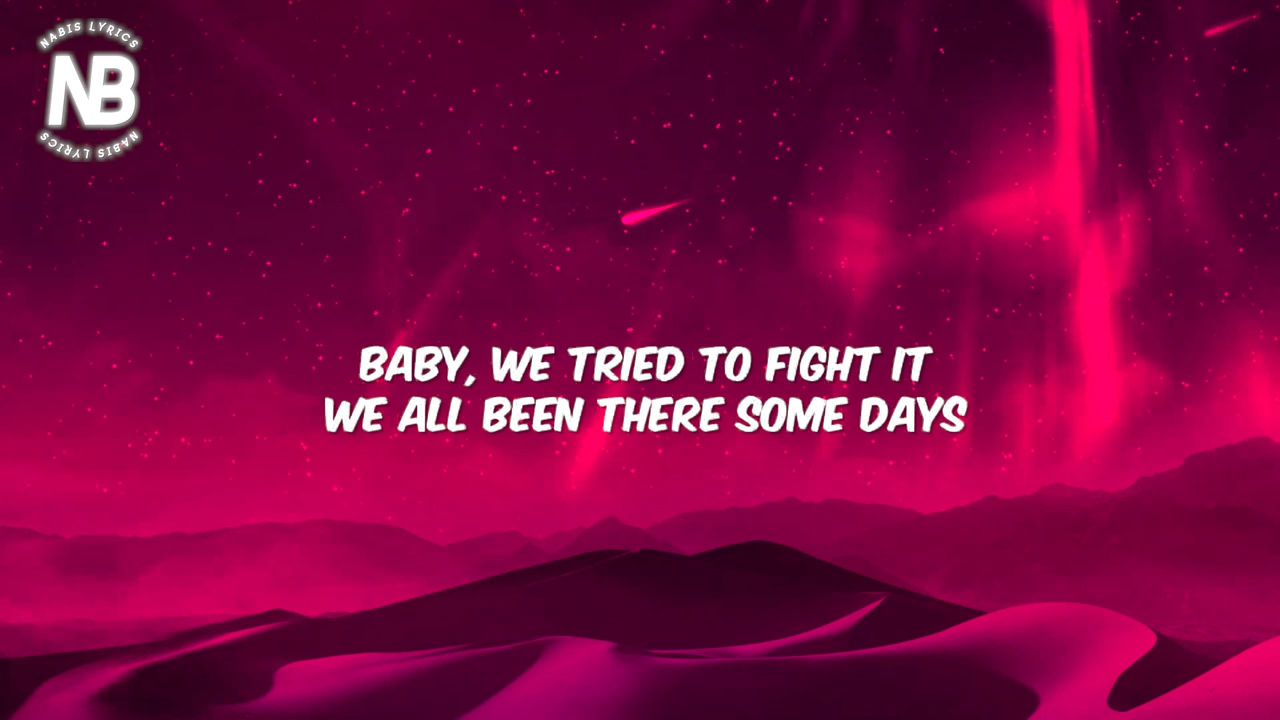 NABIS LYRICS
NB
NABIS LYRICS
BABY, WE TRIED TO FIGHT IT
WE ALL BEEN THERE SOME DAYS